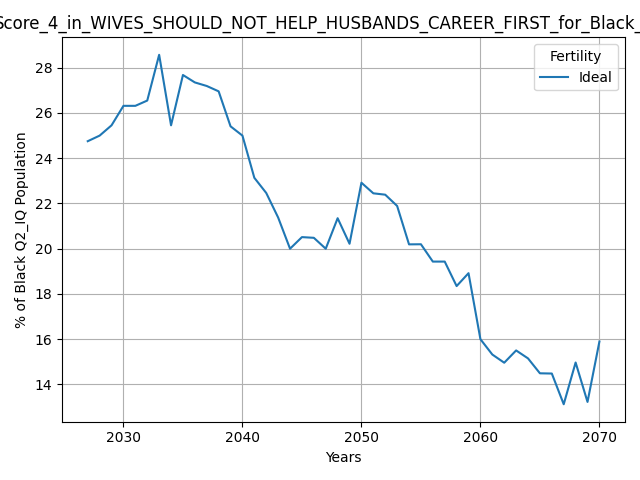 Score_4_in_WIVES_SHOULD_NOT_HELP_HUSBANDS_CAREER_FIRST_for_Black_
Fertility
Ideal
28
26
24
22
20
18
16
14
% of Black Q2_IQ Population
2030 2040 2050 2060 2070
Years